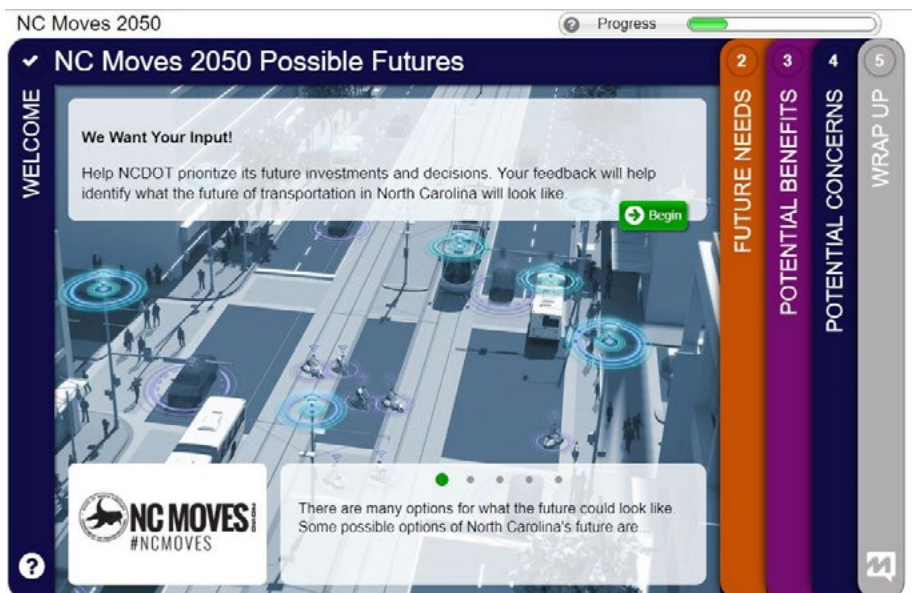 NC Moves 2050
Progress
NC Moves 2050 Possible Futures
WELCOME
We Want Your Input!
Help NCDOT prioritize its future investments and decisions. Your feedback will help
identify what the future of transportation in North Carolina will look like.
Begin
NC MOVES
#NCMOVES
There are many options for what the future could look like.
Some possible options of North Carolina's future are...
2
FUTURE NEEDS
3
POTENTIAL BENEFITS
4
POTENTIAL CONCERNS
5
WRAP UP